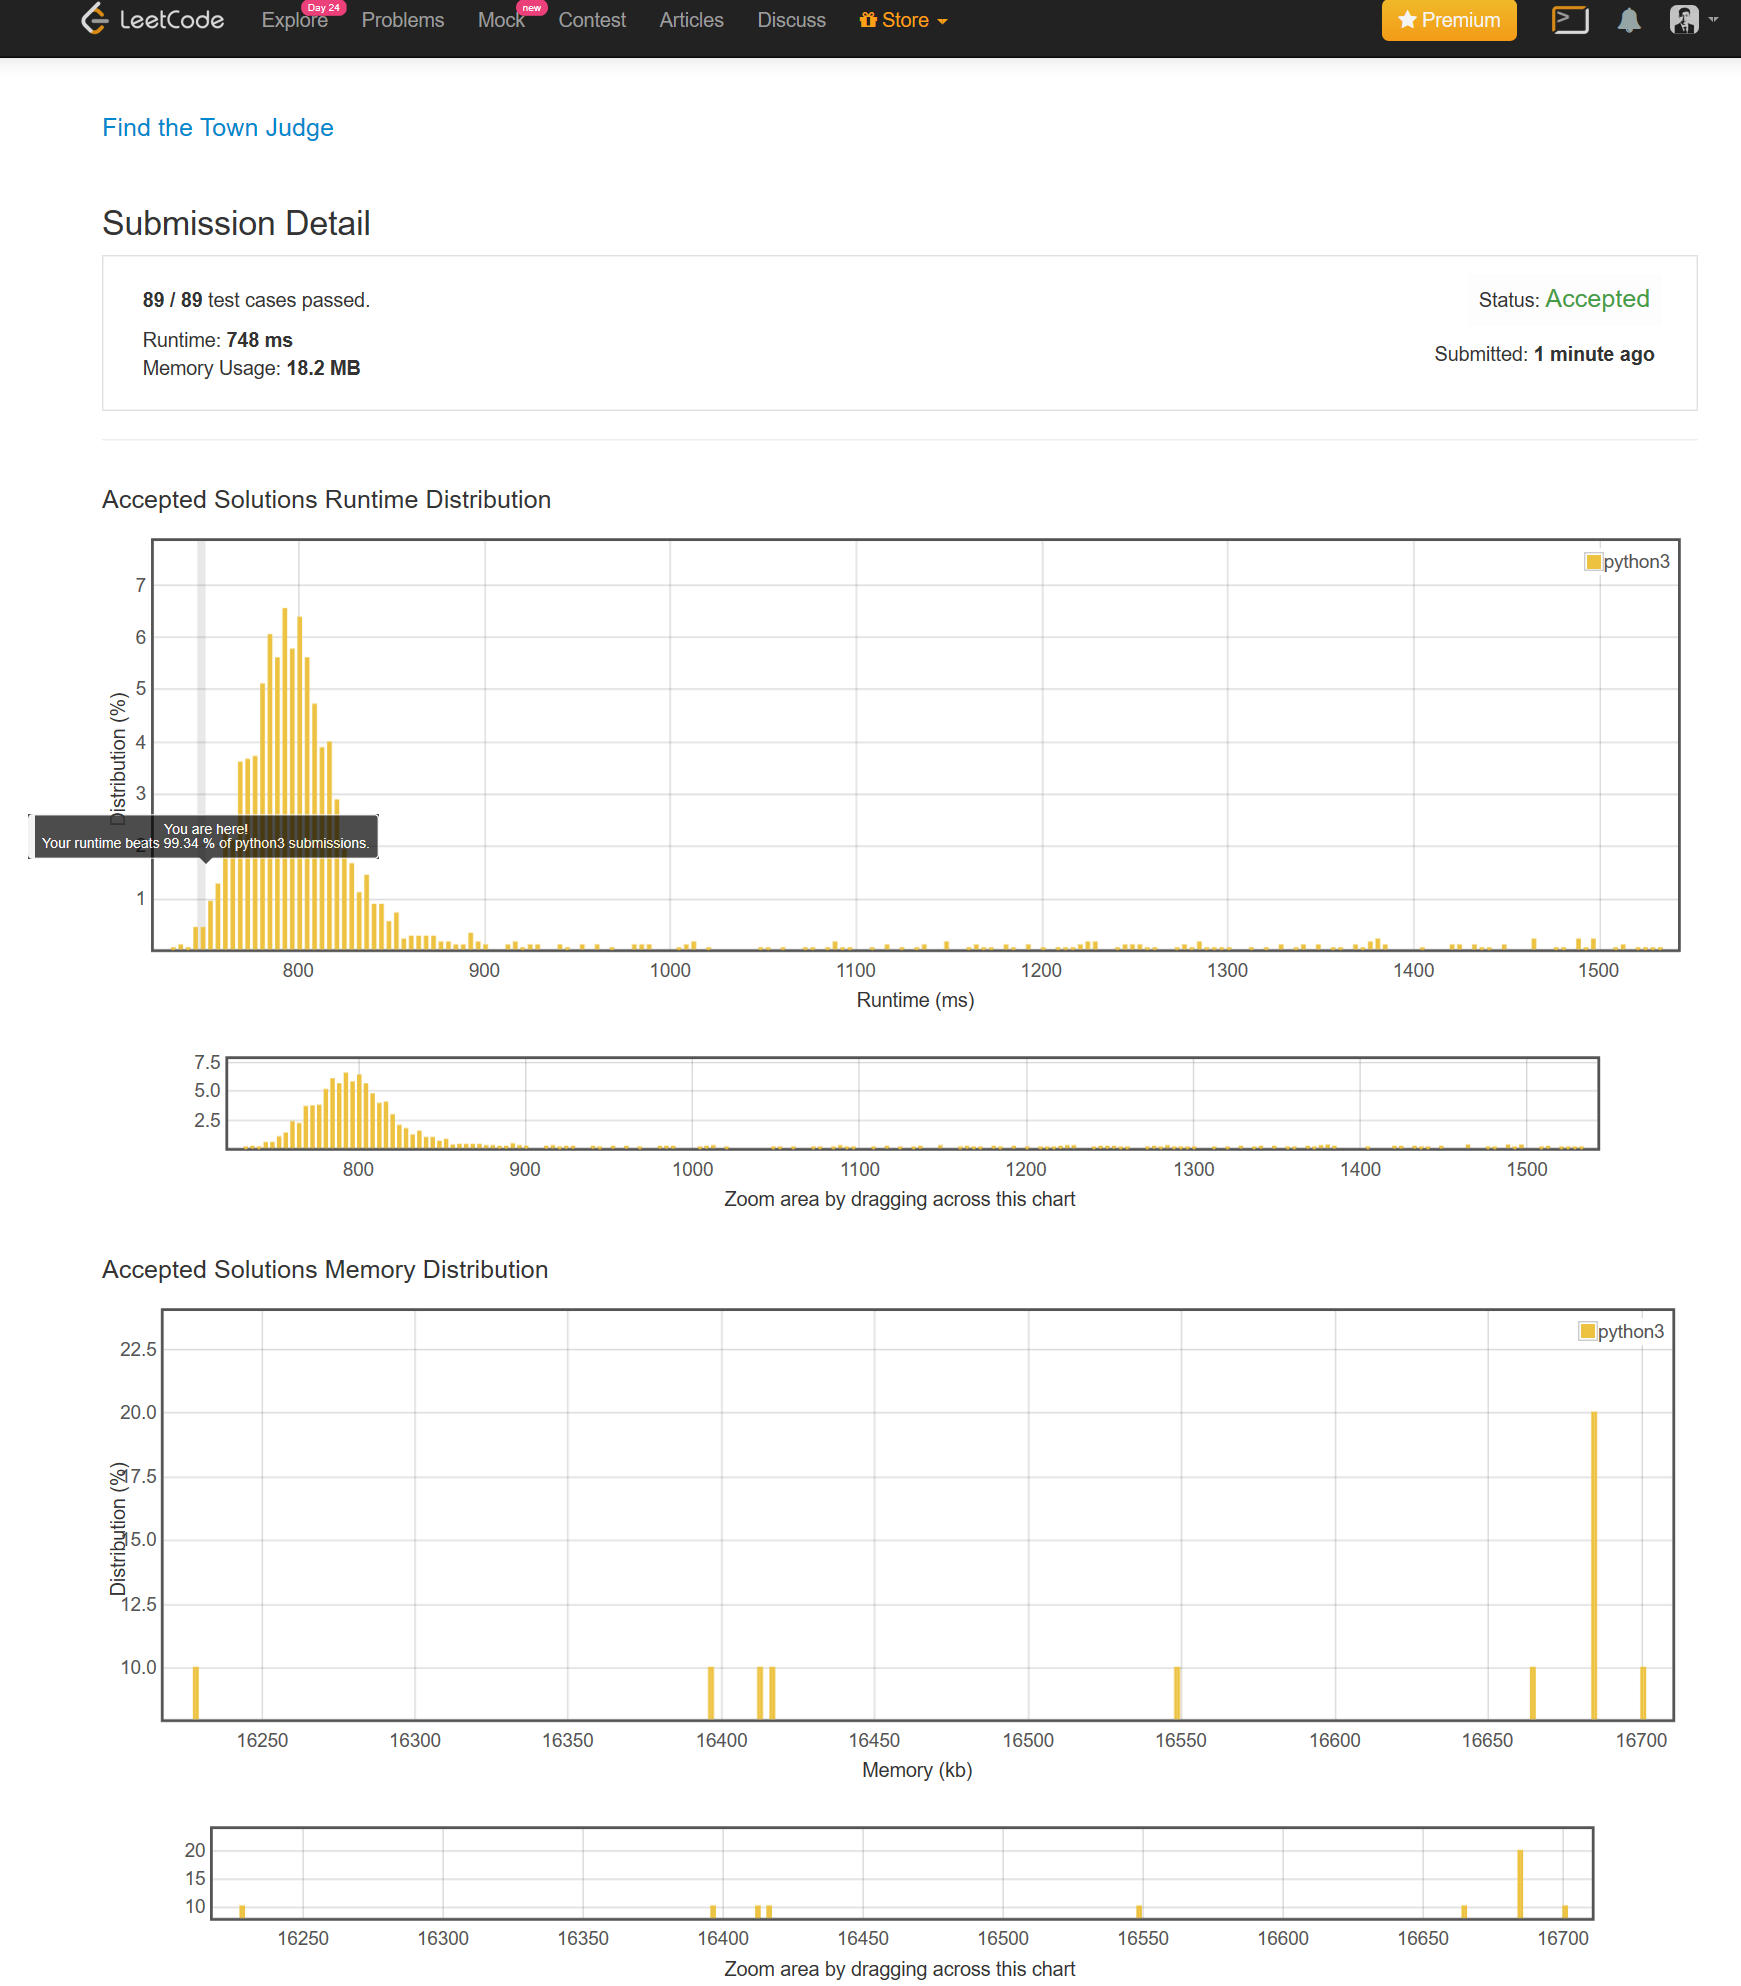 LeetCode Explore Day 24 Problems Mock new Contest Articles Discuss Store Premium
Find the Town Judge
Submission Detail
89 / 89 test cases passed.
Status: Accepted
Runtime: 748 ms
Submitted: 1 minute ago
Memory Usage: 18.2 MB
Accepted Solutions Runtime Distribution
python3
7
6
5
4
3
2
1
Distribution (%)
You are here!
Your runtime beats 99.34 % of python3 submissions.
800 900 1000 1100 1200 1300 1400 1500
Runtime (ms)
7.5
5.0
2.5
800 900 1000 1100 1200 1300 1400 1500
Zoom area by dragging across this chart
Accepted Solutions Memory Distribution
python3
22.5
20.0
17.5
15.0
12.5
10.0
Distribution (%)
16250 16300 16350 16400 16450 16500 16550 16600 16650 16700
Memory (kb)
20
15
10
16250 16300 16350 16400 16450 16500 16550 16600 16650 16700
Zoom area by dragging across this chart